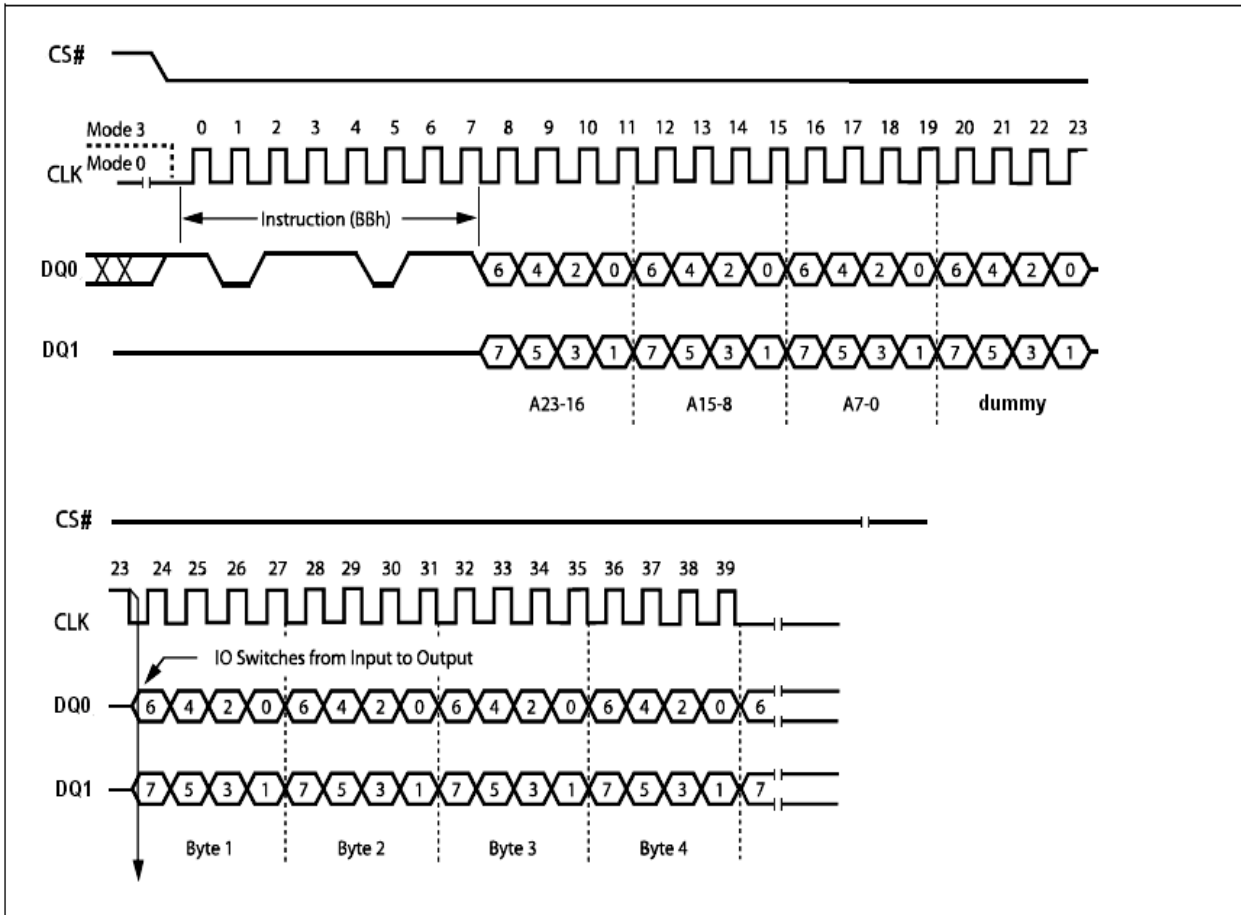 CS#
Mode 3
0 1 2 3 4 5 6 7 8 9 10 11 12 13 14 15 16 17 18 19 20 21 22 23
Mode 0
CLK
Instruction (BBh)
DQ0 6 4 2 0 6 4 2 0 6 4 2 0 6 4 2 0
DQ1 7 5 3 1 7 5 3 1 7 5 3 1 7 5 3 1
A23-16 A15-8 A7-0 dummy
CS#
23 24 25 26 27 28 29 30 31 32 33 34 35 36 37 38 39
CLK
IO Switches from Input to Output
DQ0 6 4 2 0 6 4 2 0 6 4 2 0 6 4 2 0 6
DQ1 7 5 3 1 7 5 3 1 7 5 3 1 7 5 3 1 7
Byte 1 Byte 2 Byte 3 Byte 4